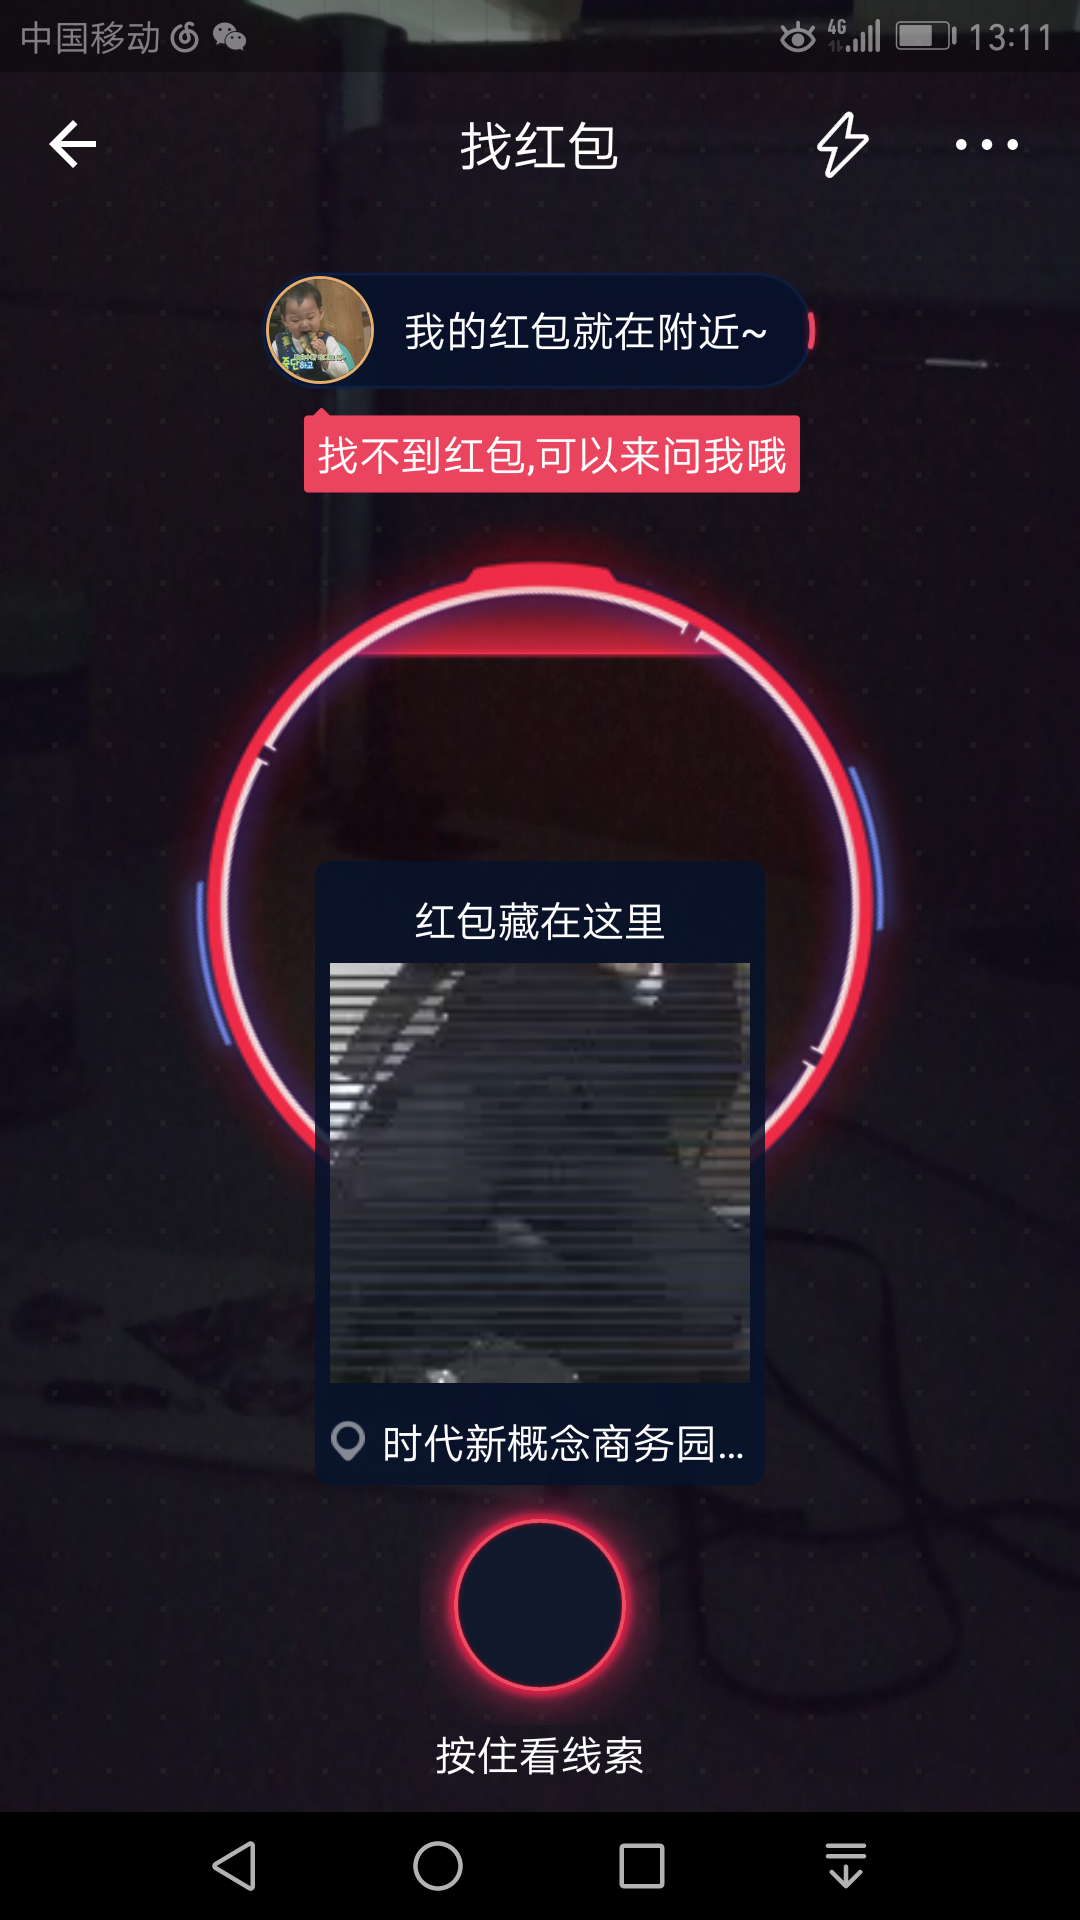 中国移动 4G 13:11
找红包
我的红包就在附近~
找不到红包,可以来问我哦
红包藏在这里
时代新概念商务园...
按住看线索